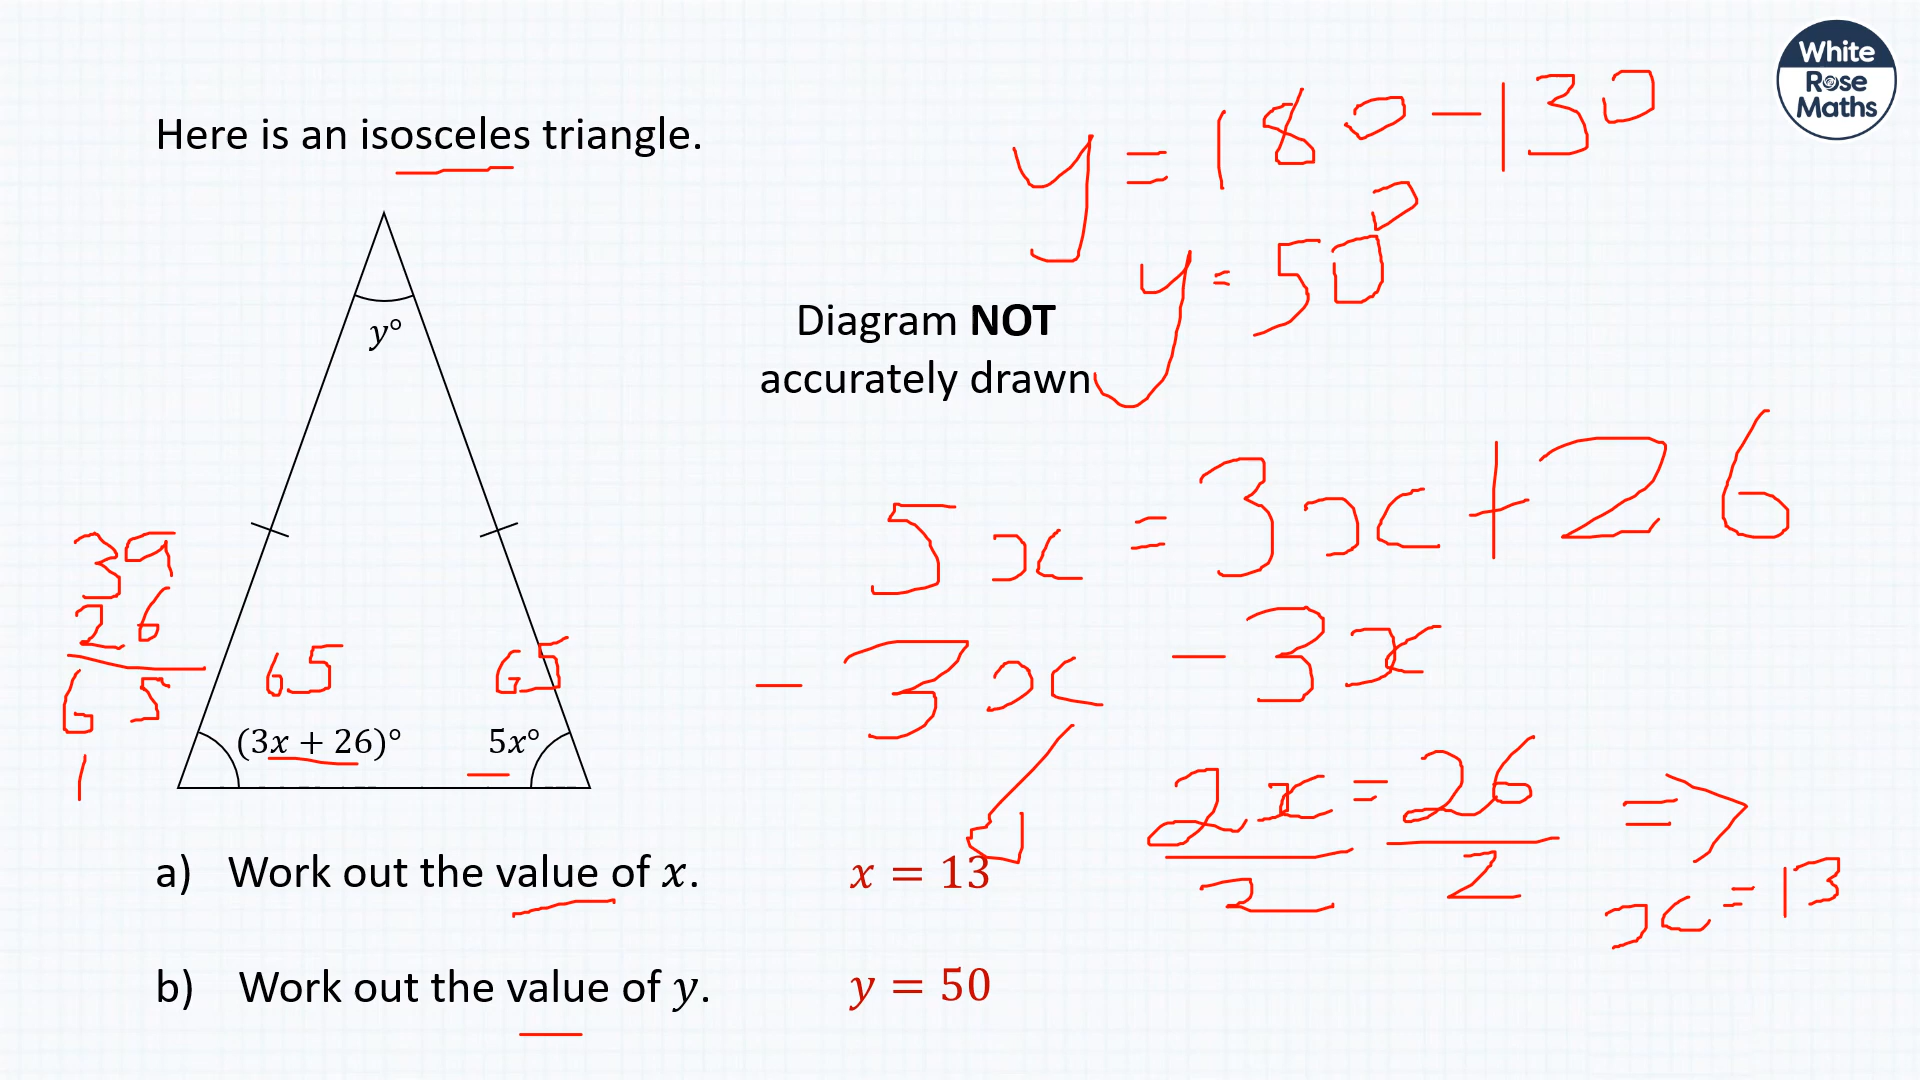 White
Rose
Maths
Here is an isosceles triangle.
y = 180 - 130
y = 50°
y°
Diagram NOT
accurately drawn
5x = 3x + 26
- 3x - 3x
39
26
65
1
65 65
(3x + 26)° 5x°
2x = 26 =>
2 2
x = 13
a) Work out the value of x. x = 13
b) Work out the value of y. y = 50